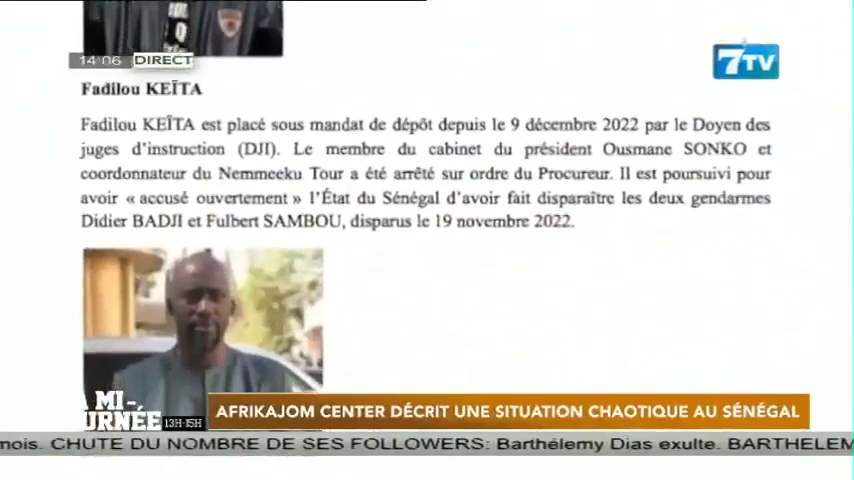 14:06 DIRECT
7TV
Fadilou KEÏTA
Fadilou KEÏTA est placé sous mandat de dépôt depuis le 9 décembre 2022 par le Doyen des
juges d’instruction (DJI). Le membre du cabinet du président Ousmane SONKO et
coordonnateur du Nemmeeku Tour a été arrêté sur ordre du Procureur. Il est poursuivi pour
avoir « accusé ouvertement » l’État du Sénégal d’avoir fait disparaître les deux gendarmes
Didier BADJI et Fulbert SAMBOU, disparus le 19 novembre 2022.
MI-
URNÉE 13H-15H
AFRIKAJOM CENTER DÉCRIT UNE SITUATION CHAOTIQUE AU SÉNÉGAL
mois. CHUTE DU NOMBRE DE SES FOLLOWERS: Barthélemy Dias exulte. BARTHELEM